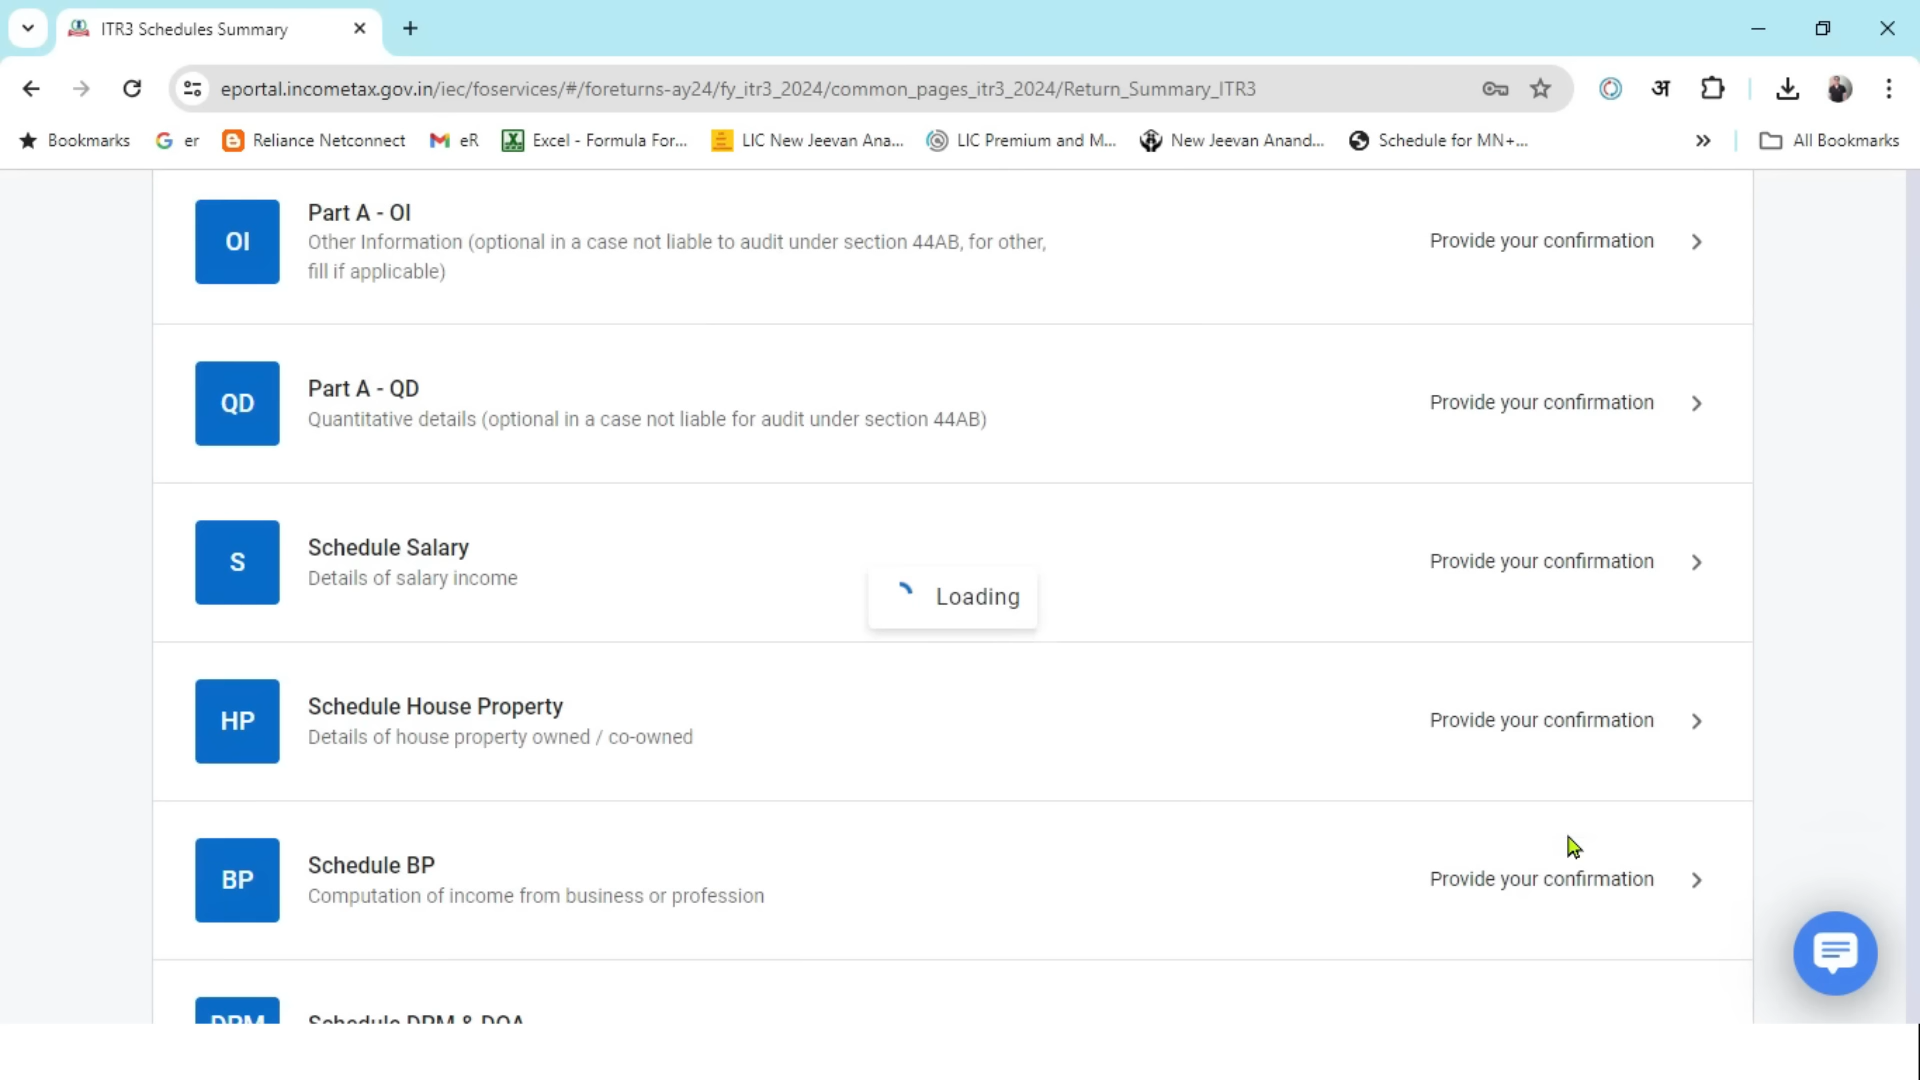 ITR3 Schedules Summary
eportal.incometax.gov.in/iec/foservices/#/foreturns-ay24/fy_itr3_2024/common_pages_itr3_2024/Return_Summary_ITR3
अ
Bookmarks
er
Reliance Netconnect
eR
Excel - Formula For...
LIC New Jeevan Ana...
LIC Premium and M...
New Jeevan Anand...
Schedule for MN+...
All Bookmarks
OI
Part A - OI
Other Information (optional in a case not liable to audit under section 44AB, for other,
fill if applicable)
Provide your confirmation
QD
Part A - QD
Quantitative details (optional in a case not liable for audit under section 44AB)
Provide your confirmation
S
Schedule Salary
Details of salary income
Provide your confirmation
Loading
HP
Schedule House Property
Details of house property owned / co-owned
Provide your confirmation
BP
Schedule BP
Computation of income from business or profession
Provide your confirmation
DPM
Schedule DPM & DOA